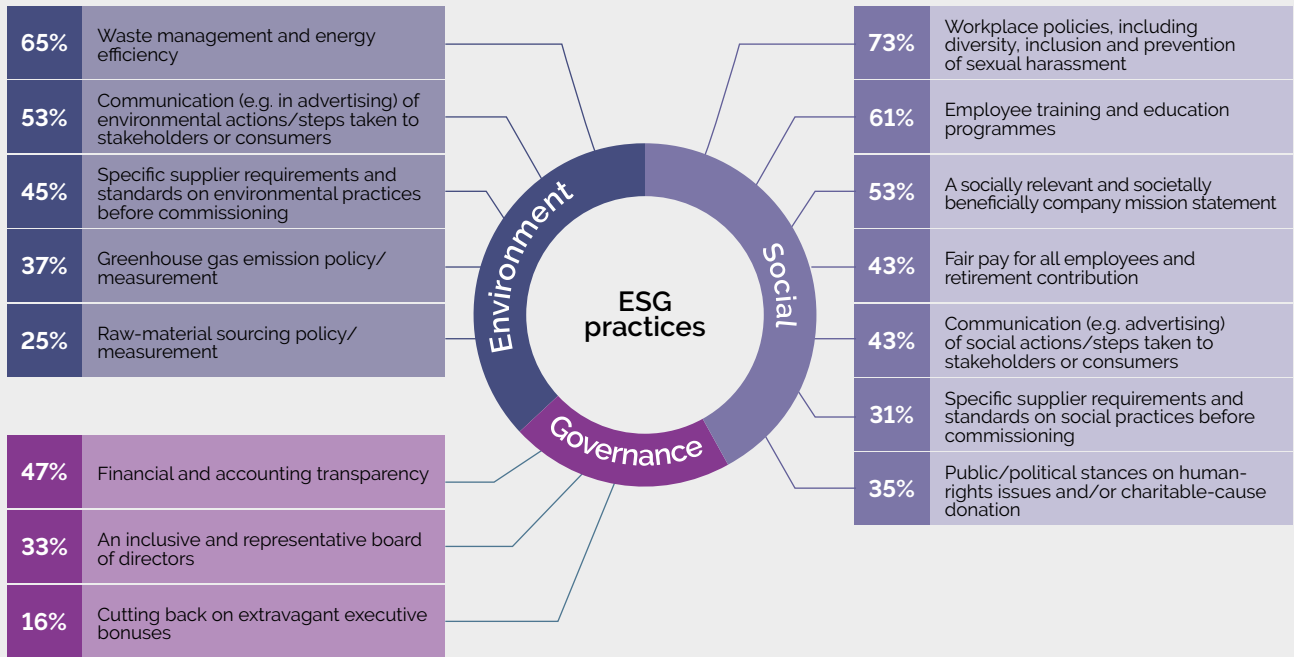 65%
Waste management and energy
efficiency
53%
Communication (e.g. in advertising) of
environmental actions/steps taken to
stakeholders or consumers
45%
Specific supplier requirements and
standards on environmental practices
before commissioning
37%
Greenhouse gas emission policy/
measurement
25%
Raw-material sourcing policy/
measurement
47%
Financial and accounting transparency
33%
An inclusive and representative board
of directors
16%
Cutting back on extravagant executive
bonuses
Environment
Social
Governance
ESG
practices
73%
Workplace policies, including
diversity, inclusion and prevention
of sexual harassment
61%
Employee training and education
programmes
53%
A socially relevant and societally
beneficially company mission statement
43%
Fair pay for all employees and
retirement contribution
43%
Communication (e.g. advertising)
of social actions/steps taken to
stakeholders or consumers
31%
Specific supplier requirements and
standards on social practices before
commissioning
35%
Public/political stances on human-
rights issues and/or charitable-cause
donation